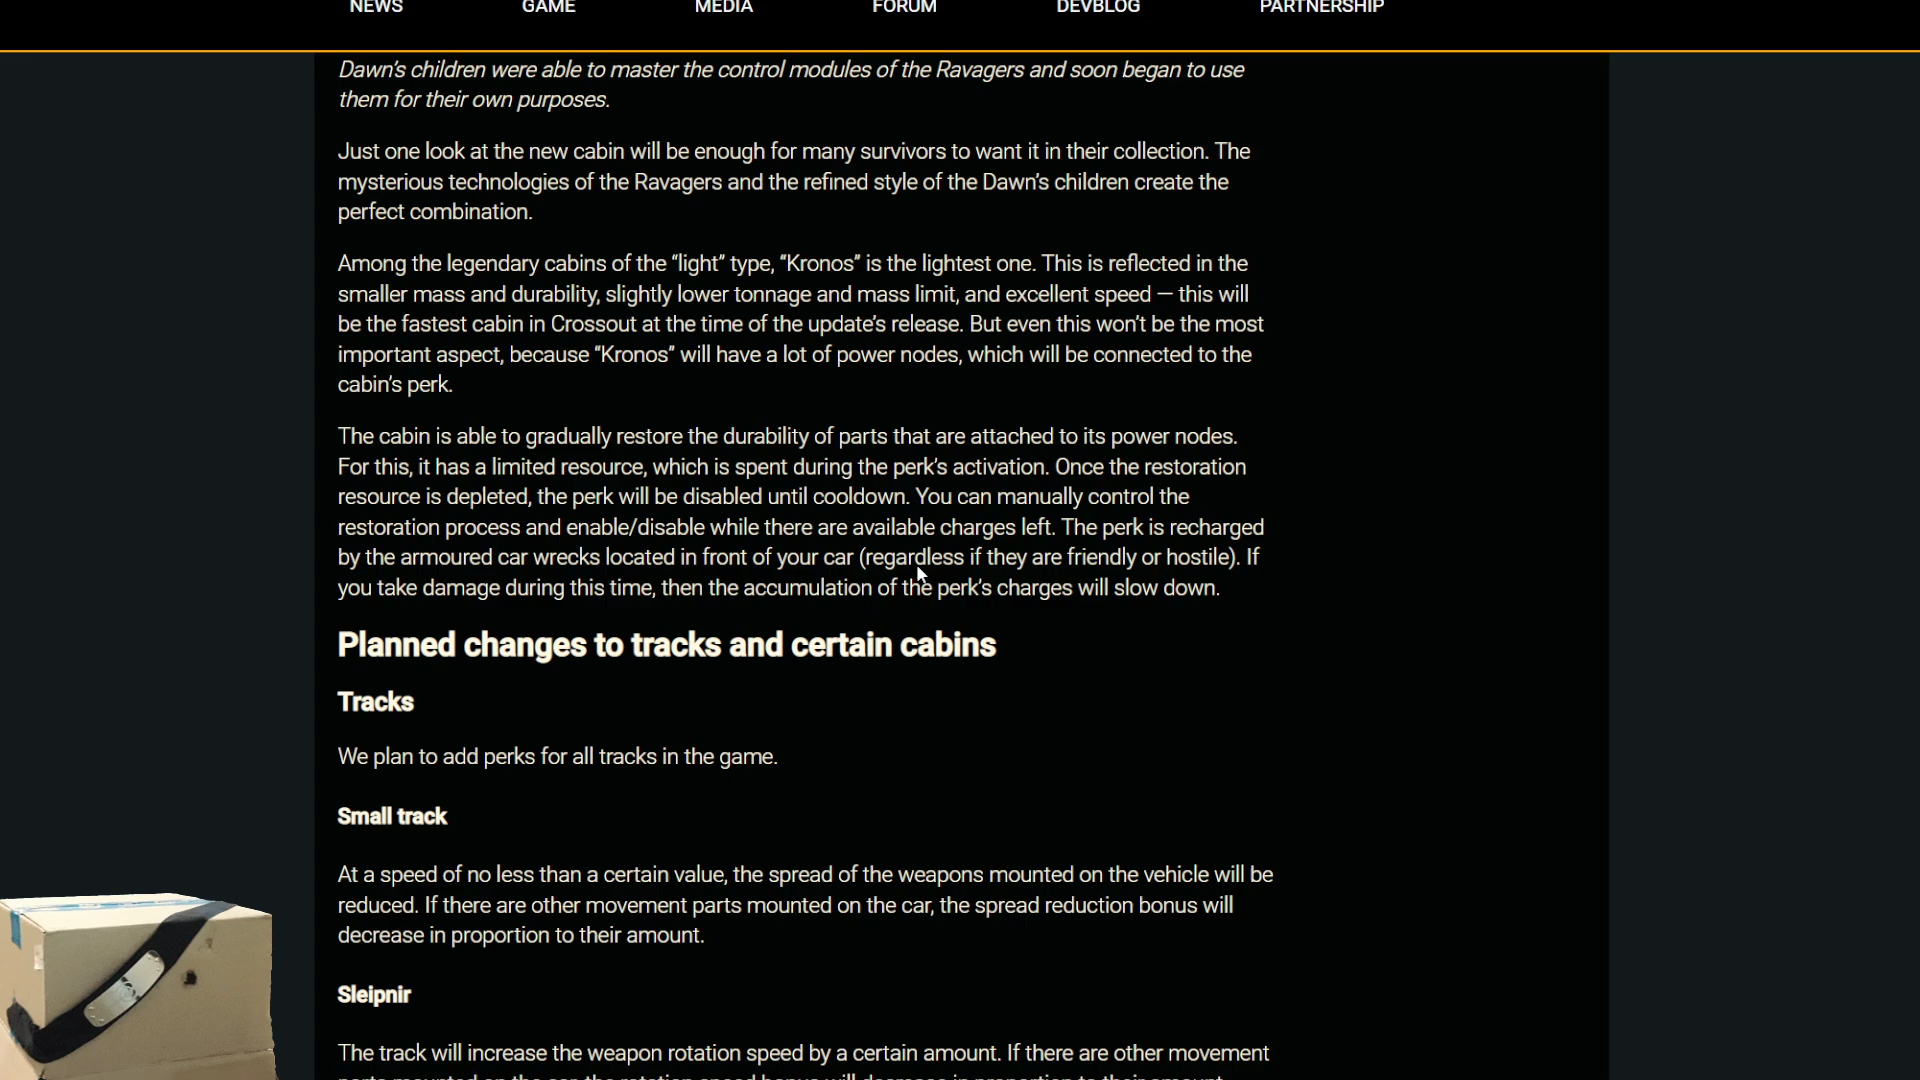 NEWS GAME MEDIA FORUM DEVBLOG PARTNERSHIP
Dawn's children were able to master the control modules of the Ravagers and soon began to use
them for their own purposes.
Just one look at the new cabin will be enough for many survivors to want it in their collection. The
mysterious technologies of the Ravagers and the refined style of the Dawn's children create the
perfect combination.
Among the legendary cabins of the “light” type, “Kronos” is the lightest one. This is reflected in the
smaller mass and durability, slightly lower tonnage and mass limit, and excellent speed — this will
be the fastest cabin in Crossout at the time of the update's release. But even this won't be the most
important aspect, because “Kronos” will have a lot of power nodes, which will be connected to the
cabin's perk.
The cabin is able to gradually restore the durability of parts that are attached to its power nodes.
For this, it has a limited resource, which is spent during the perk's activation. Once the restoration
resource is depleted, the perk will be disabled until cooldown. You can manually control the
restoration process and enable/disable while there are available charges left. The perk is recharged
by the armoured car wrecks located in front of your car (regardless if they are friendly or hostile). If
you take damage during this time, then the accumulation of the perk's charges will slow down.
Planned changes to tracks and certain cabins
Tracks
We plan to add perks for all tracks in the game.
Small track
At a speed of no less than a certain value, the spread of the weapons mounted on the vehicle will be
reduced. If there are other movement parts mounted on the car, the spread reduction bonus will
decrease in proportion to their amount.
Sleipnir
The track will increase the weapon rotation speed by a certain amount. If there are other movement
parts mounted on the car, the rotation speed bonus will decrease in proportion to their amount.